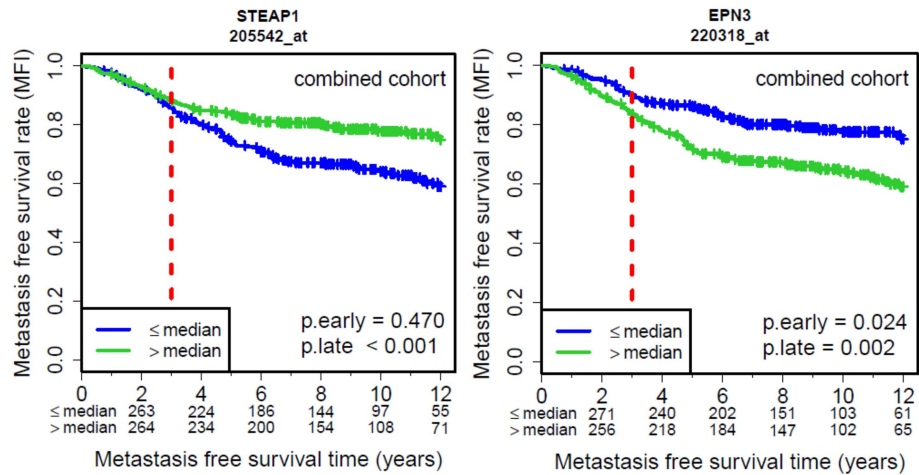 STEAP1
205542_at
Metastasis free survival rate (MFI)
1.0
0.8
0.6
0.4
0.2
0.0
combined cohort
≤ median
> median
p.early = 0.470
p.late < 0.001
0 2 4 6 8 10 12
≤ median 263 224 186 144 97 55
> median 264 234 200 154 108 71
Metastasis free survival time (years)
EPN3
220318_at
Metastasis free survival rate (MFI)
1.0
0.8
0.6
0.4
0.2
0.0
combined cohort
≤ median
> median
p.early = 0.024
p.late = 0.002
0 2 4 6 8 10 12
≤ median 271 240 202 151 103 61
> median 256 218 184 147 102 65
Metastasis free survival time (years)